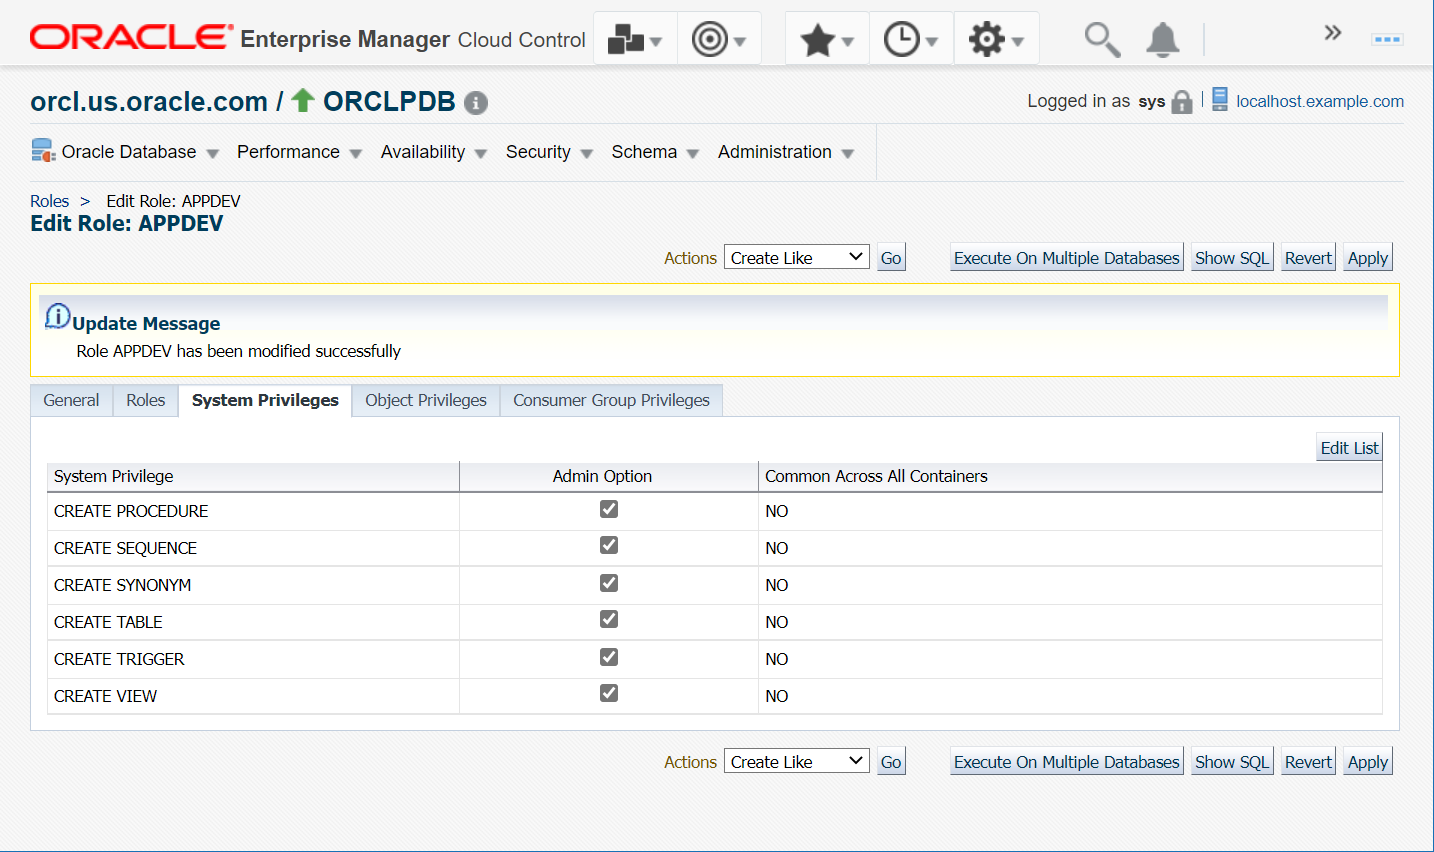 ORACLE® Enterprise Manager Cloud Control
orcl.us.oracle.com / ORCLPDB i
Logged in as sys | localhost.example.com
Oracle Database Performance Availability Security Schema Administration
Roles > Edit Role: APPDEV
Edit Role: APPDEV
Actions Create Like Go Execute On Multiple Databases Show SQL Revert Apply
i Update Message
Role APPDEV has been modified successfully
General Roles System Privileges Object Privileges Consumer Group Privileges
Edit List
System Privilege Admin Option Common Across All Containers
CREATE PROCEDURE NO
CREATE SEQUENCE NO
CREATE SYNONYM NO
CREATE TABLE NO
CREATE TRIGGER NO
CREATE VIEW NO
Actions Create Like Go Execute On Multiple Databases Show SQL Revert Apply